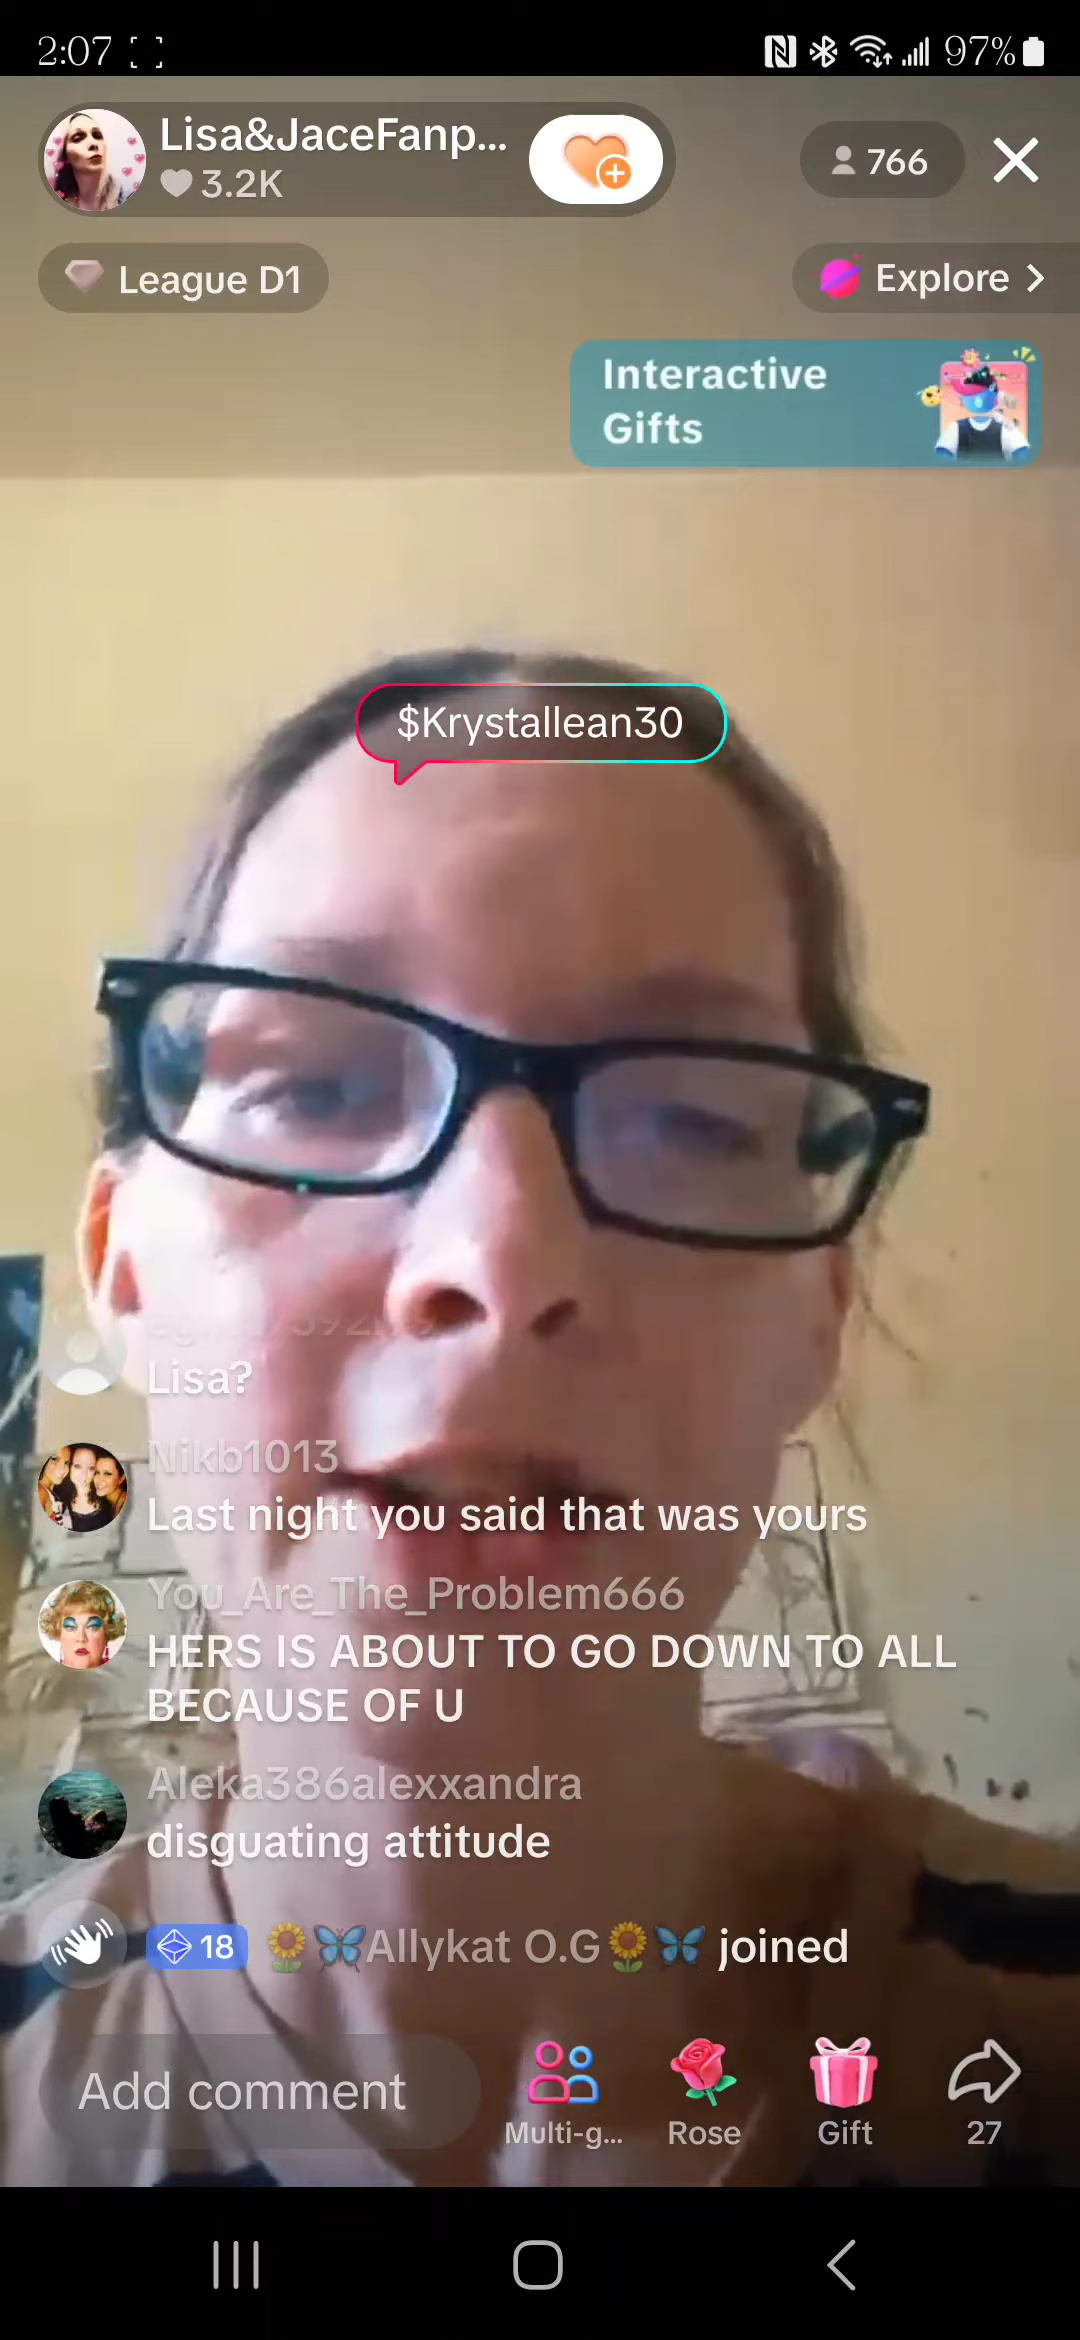 2:07
97%
Lisa&JaceFanp...
3.2K
766
League D1
Explore
Interactive
Gifts
$Krystallean30
Lisa?
Nikb1013
Last night you said that was yours
You_Are_The_Problem666
HERS IS ABOUT TO GO DOWN TO ALL
BECAUSE OF U
Aleka386alexxandra
disguating attitude
18 🌻🦋Allykat O.G🌻🦋 joined
Add comment
Multi-g...
Rose
Gift
27